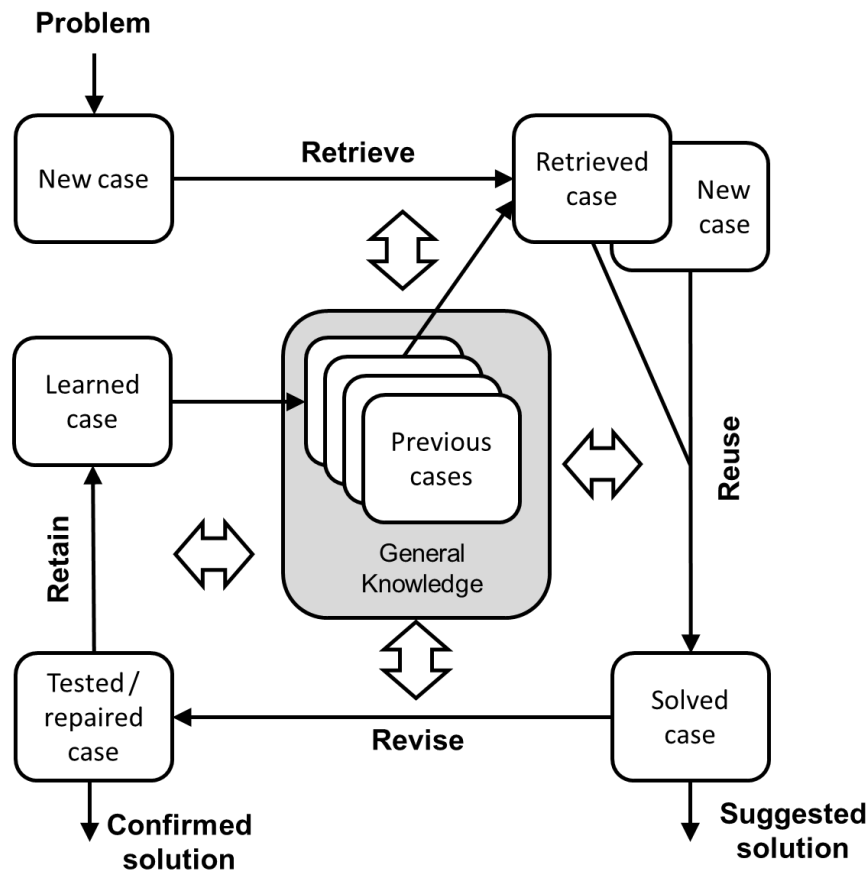 Problem
New case
Retrieve
Retrieved
case
New
case
Learned
case
Previous
cases
General
Knowledge
Reuse
Retain
Tested /
repaired
case
Revise
Solved
case
Confirmed
solution
Suggested
solution